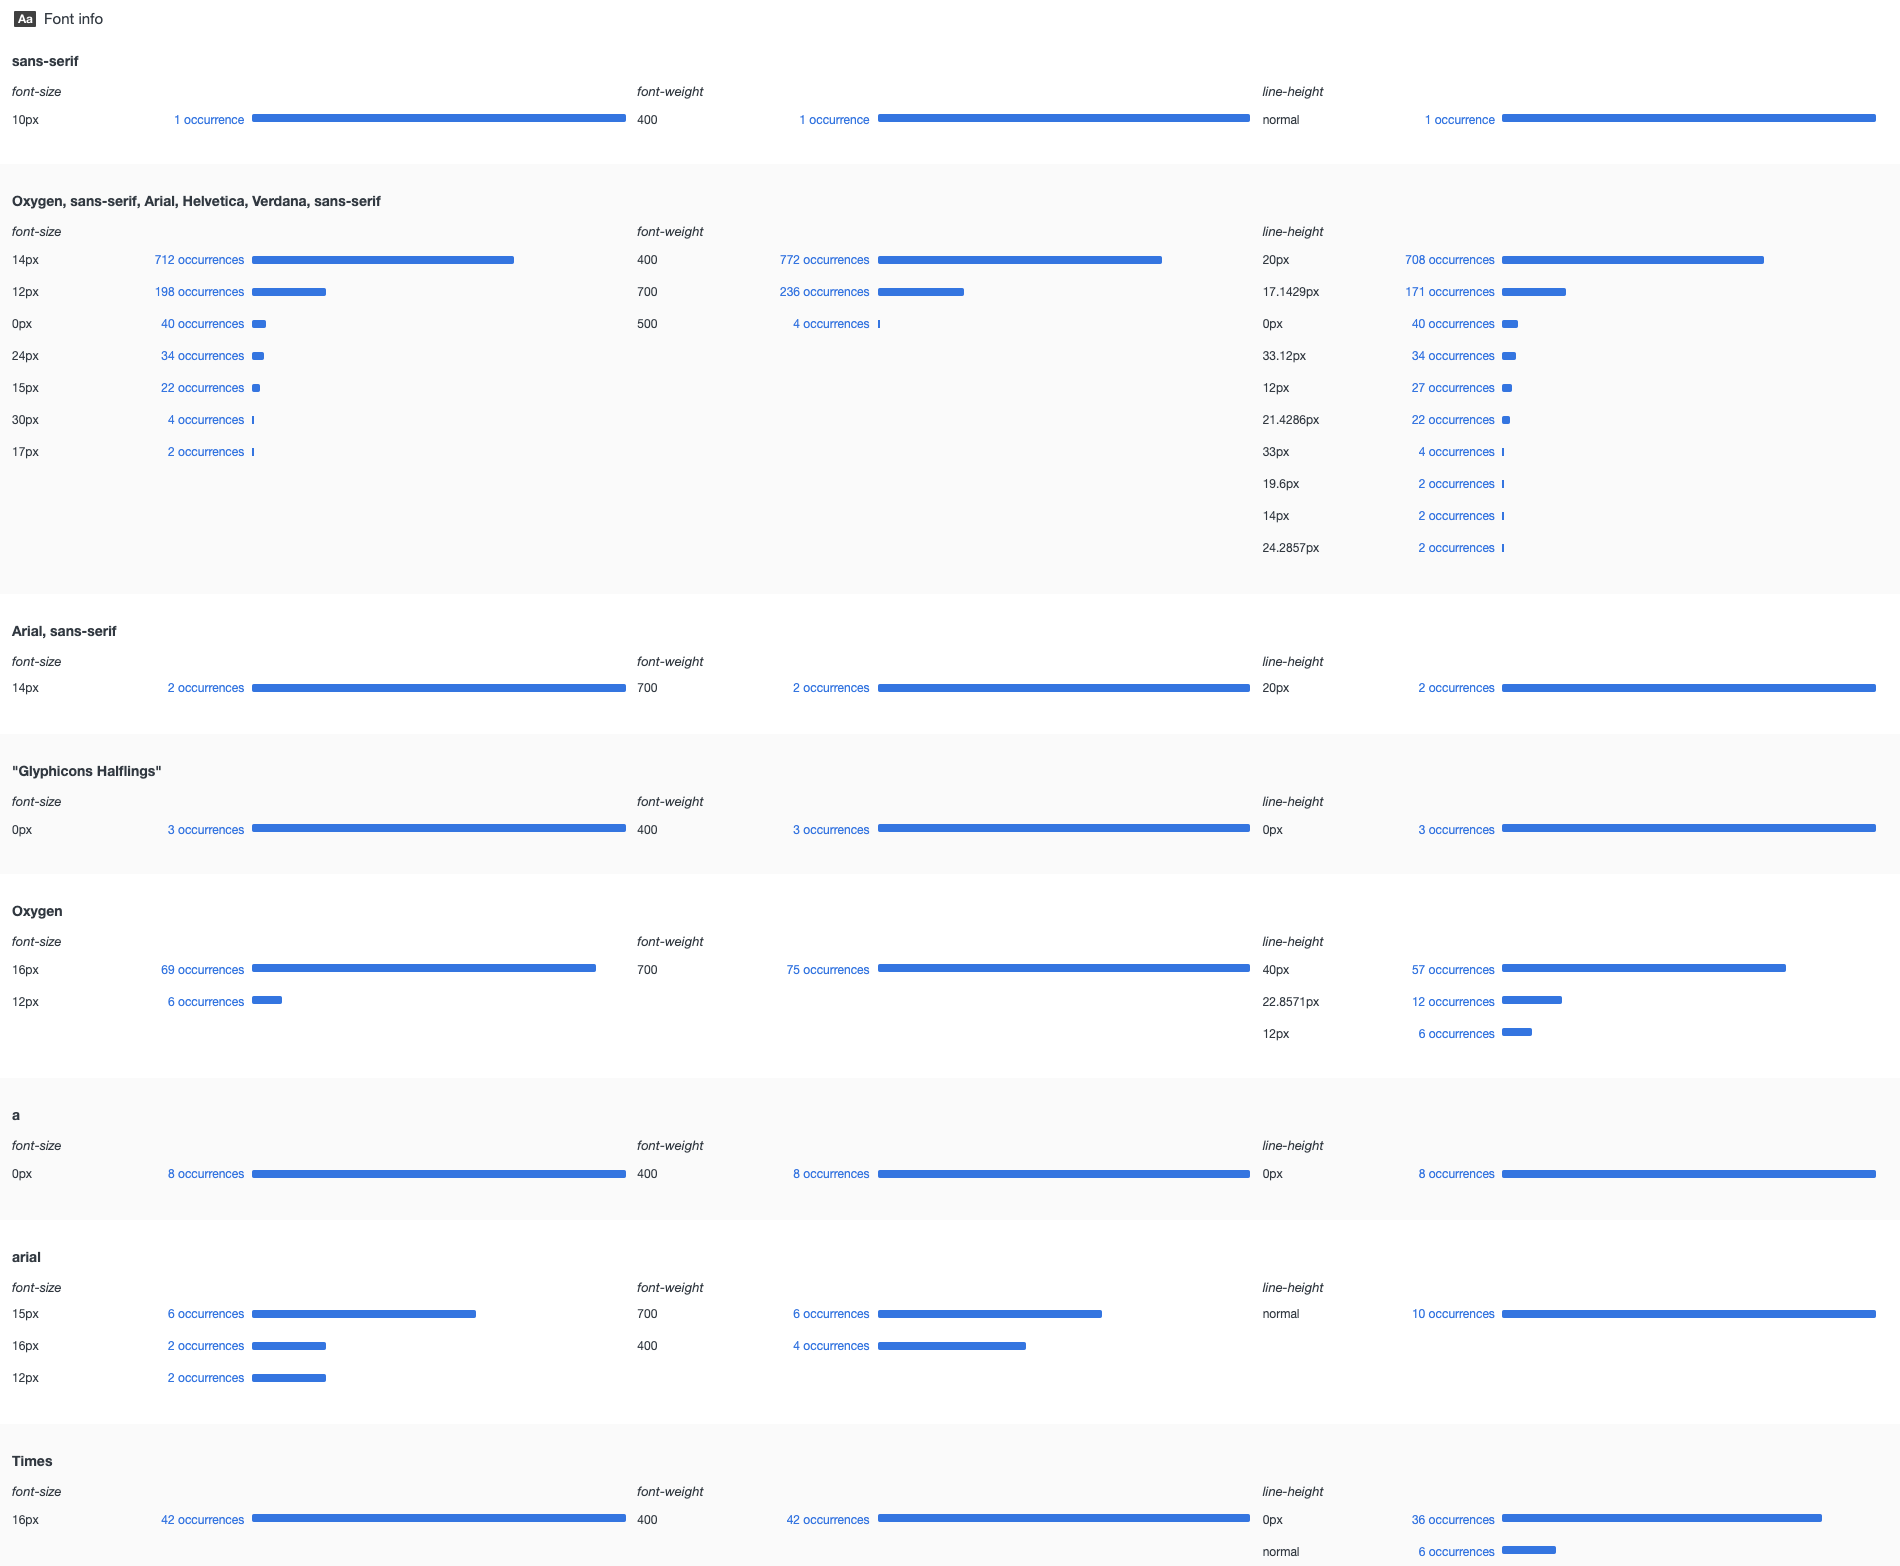 Aa Font info
sans-serif
font-size font-weight line-height
10px 1 occurrence 400 1 occurrence normal 1 occurrence
Oxygen, sans-serif, Arial, Helvetica, Verdana, sans-serif
font-size font-weight line-height
14px 712 occurrences 400 772 occurrences 20px 708 occurrences
12px 198 occurrences 700 236 occurrences 17.1429px 171 occurrences
0px 40 occurrences 500 4 occurrences 0px 40 occurrences
24px 34 occurrences 33.12px 34 occurrences
15px 22 occurrences 12px 27 occurrences
30px 4 occurrences 21.4286px 22 occurrences
17px 2 occurrences 33px 4 occurrences
19.6px 2 occurrences
14px 2 occurrences
24.2857px 2 occurrences
Arial, sans-serif
font-size font-weight line-height
14px 2 occurrences 700 2 occurrences 20px 2 occurrences
"Glyphicons Halflings"
font-size font-weight line-height
0px 3 occurrences 400 3 occurrences 0px 3 occurrences
Oxygen
font-size font-weight line-height
16px 69 occurrences 700 75 occurrences 40px 57 occurrences
12px 6 occurrences 22.8571px 12 occurrences
12px 6 occurrences
a
font-size font-weight line-height
0px 8 occurrences 400 8 occurrences 0px 8 occurrences
arial
font-size font-weight line-height
15px 6 occurrences 700 6 occurrences normal 10 occurrences
16px 2 occurrences 400 4 occurrences
12px 2 occurrences
Times
font-size font-weight line-height
16px 42 occurrences 400 42 occurrences 0px 36 occurrences
normal 6 occurrences